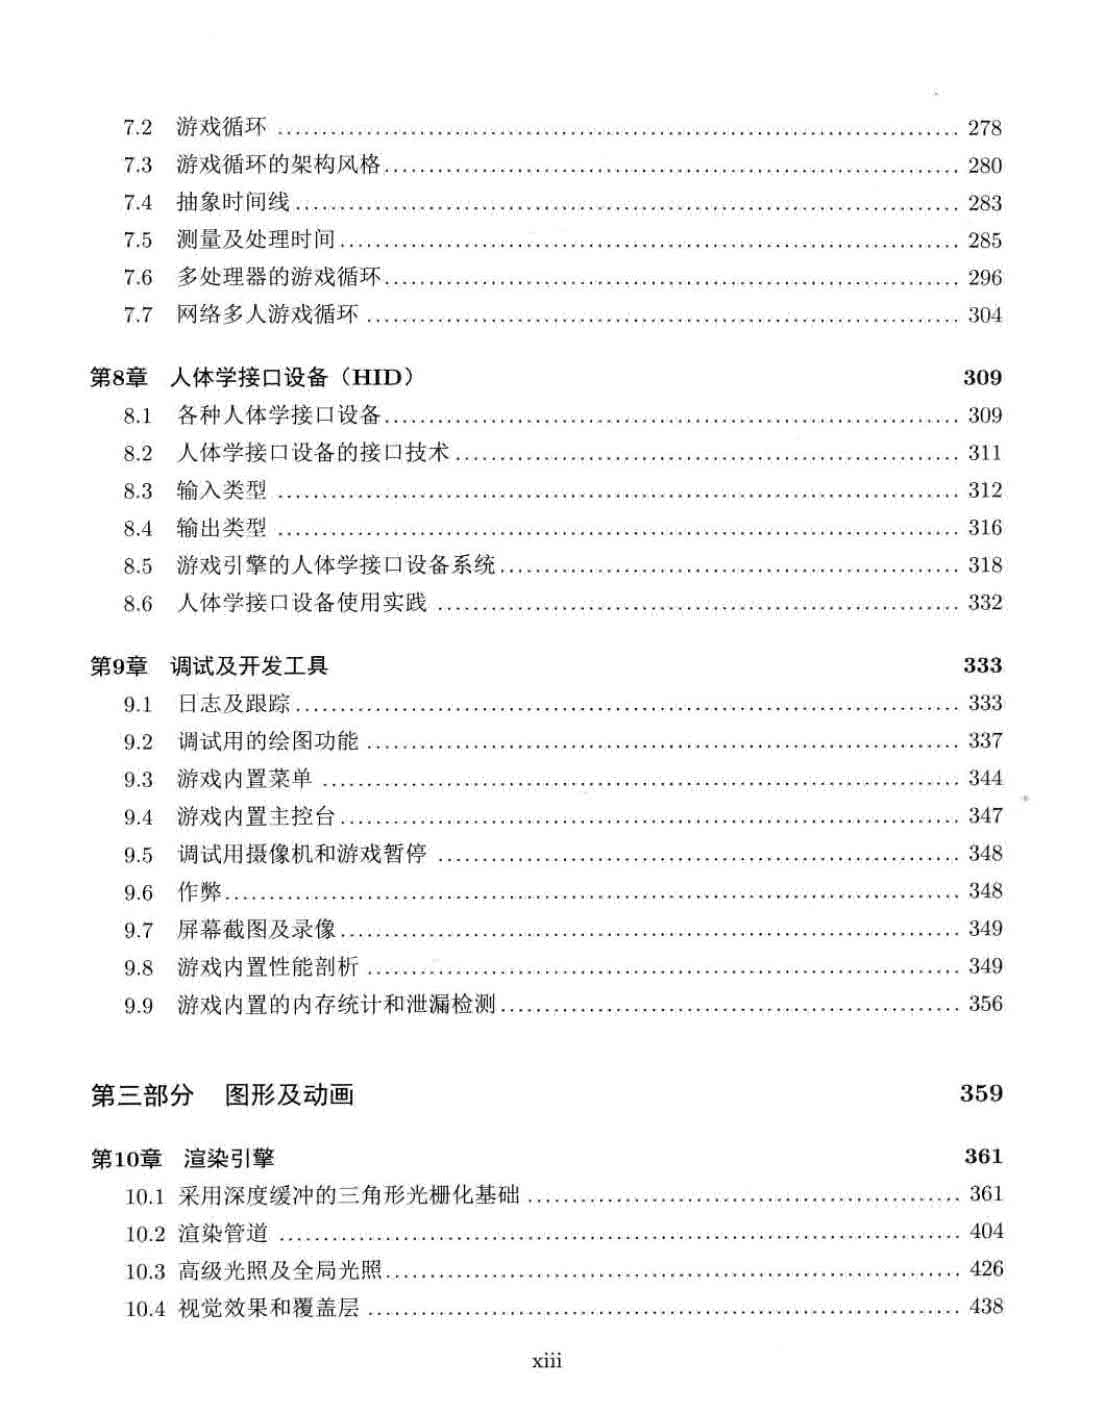 7.2 游戏循环 278
7.3 游戏循环的架构风格 280
7.4 抽象时间线 283
7.5 测量及处理时间 285
7.6 多处理器的游戏循环 296
7.7 网络多人游戏循环 304
第8章 人体学接口设备（HID） 309
8.1 各种人体学接口设备 309
8.2 人体学接口设备的接口技术 311
8.3 输入类型 312
8.4 输出类型 316
8.5 游戏引擎的人体学接口设备系统 318
8.6 人体学接口设备使用实践 332
第9章 调试及开发工具 333
9.1 日志及跟踪 333
9.2 调试用的绘图功能 337
9.3 游戏内置菜单 344
9.4 游戏内置主控台 347
9.5 调试用摄像机和游戏暂停 348
9.6 作弊 348
9.7 屏幕截图及录像 349
9.8 游戏内置性能剖析 349
9.9 游戏内置的内存统计和泄漏检测 356
第三部分 图形及动画 359
第10章 渲染引擎 361
10.1 采用深度缓冲的三角形光栅化基础 361
10.2 渲染管道 404
10.3 高级光照及全局光照 426
10.4 视觉效果和覆盖层 438
xiii